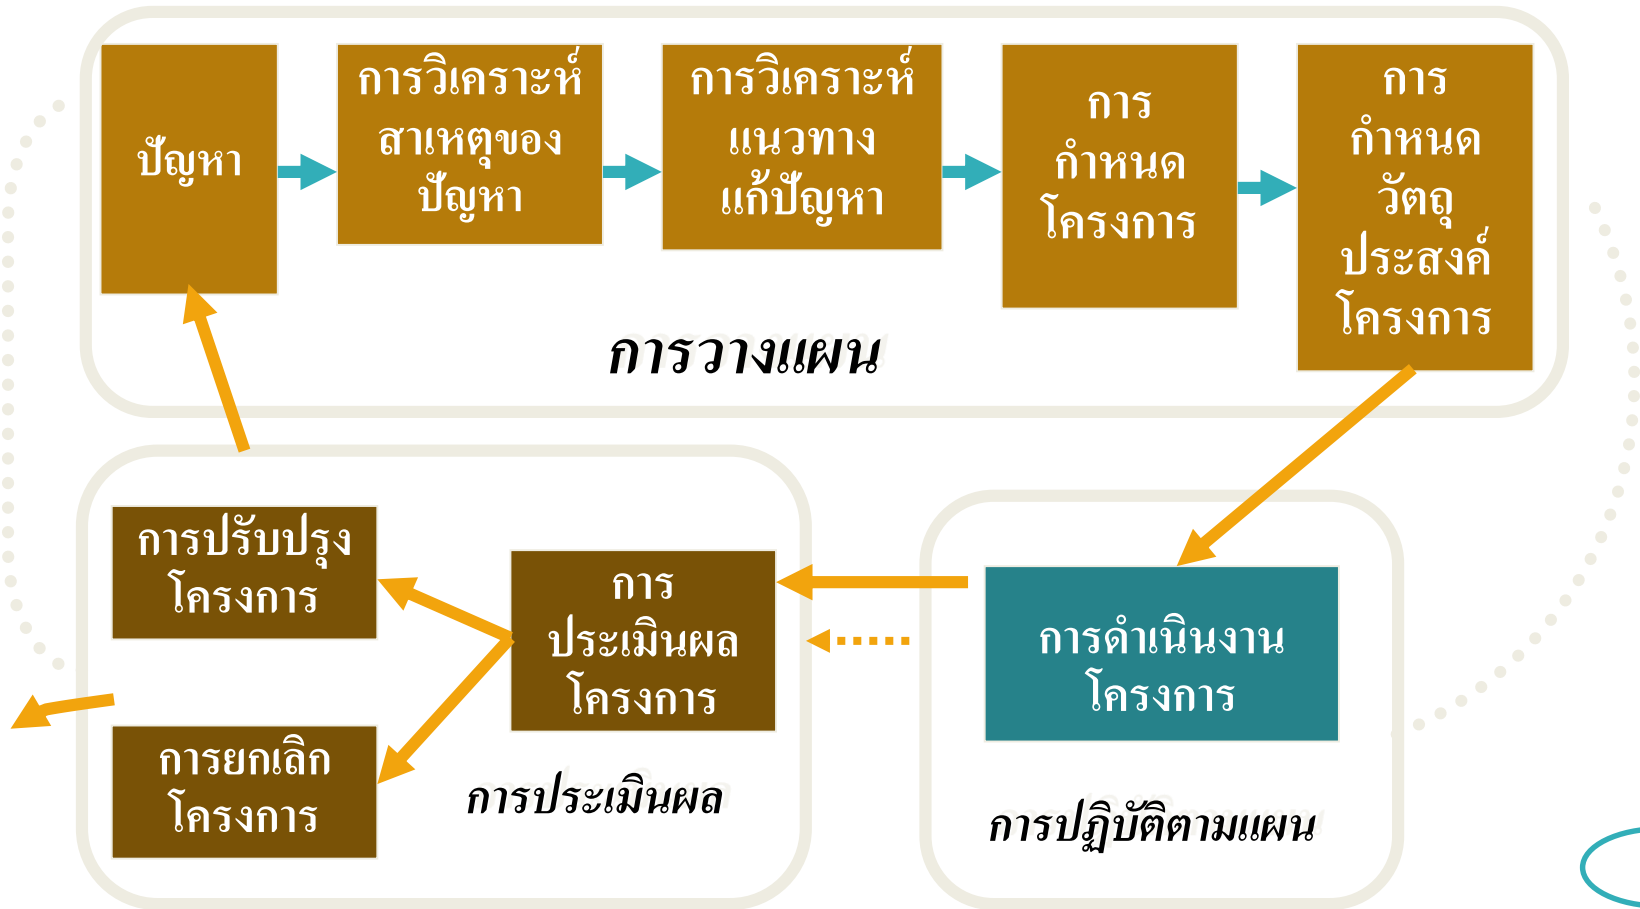 ปัญหา
การวิเคราะห์
สาเหตุของ
ปัญหา
การวิเคราะห์
แนวทาง
แก้ปัญหา
การ
กำหนด
โครงการ
การ
กำหนด
วัตถุ
ประสงค์
โครงการ
การวางแผน
การปรับปรุง
โครงการ
การ
ประเมินผล
โครงการ
การดำเนินงาน
โครงการ
การยกเลิก
โครงการ
การประเมินผล
การปฏิบัติตามแผน